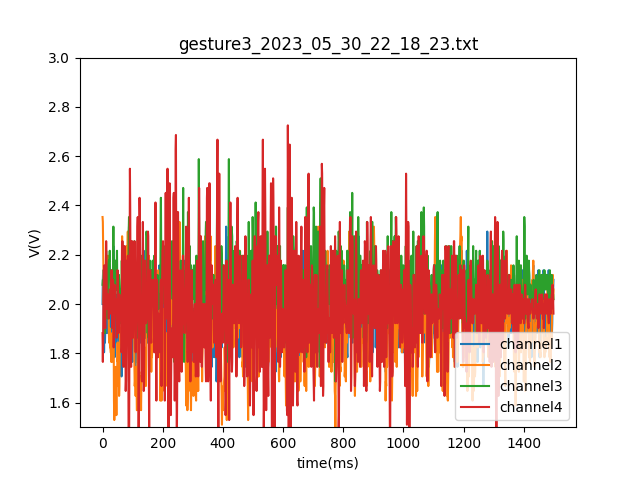 gesture3_2023_05_30_22_18_23.txt
3.0
2.8
2.6
2.4
2.2
2.0
1.8
1.6
V(V)
channel1
channel2
channel3
channel4
0 200 400 600 800 1000 1200 1400
time(ms)